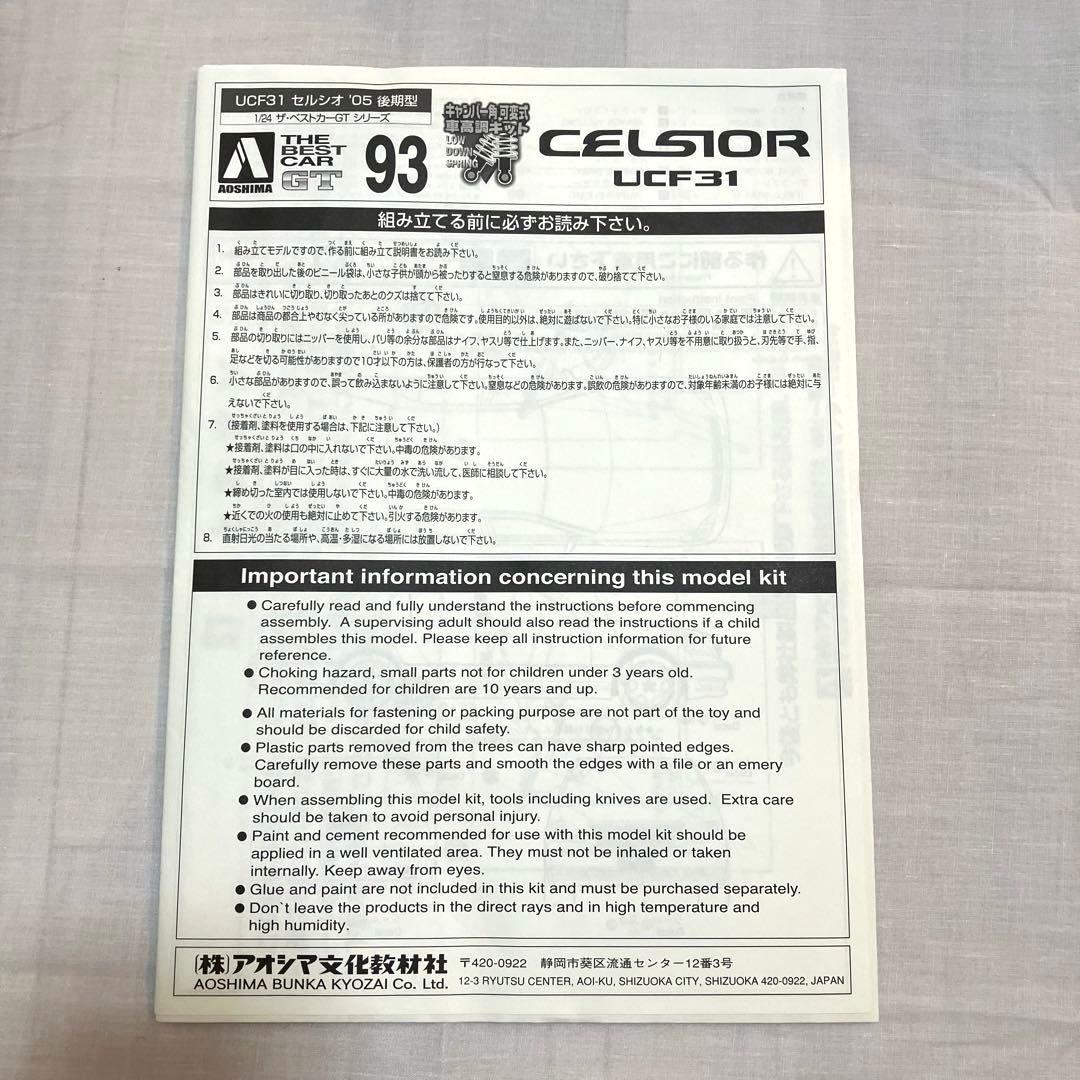 UCF31 セルシオ '05 後期型
1/24 ザ・ベストカーGT シリーズ
AOSHIMA
THE BEST CAR GT
93
キャンバー角可変式
車高調キット
LOW DOWN SPRING
CELSIOR
UCF31
組み立てる前に必ずお読み下さい。
1. 組み立てモデルですので、作る前に組み立て説明書をお読み下さい。
2. 部品を取り出した後のビニール袋は、小さな子供が頭から被ったりすると窒息する危険がありますので、破り捨てて下さい。
3. 部品はきれいに切り取り、切り取ったあとのクズは捨てて下さい。
4. 部品は商品の都合上やむなく尖っている所がありますので危険です。使用目的以外は、絶対に遊ばないで下さい。特に小さなお子様のいる家庭では注意して下さい。
5. 部品の切り取りにはニッパーを使用し、バリ等の余分な部品はナイフ、ヤスリ等で仕上げます。また、ニッパー、ナイフ、ヤスリ等を不用意に取り扱うと、刃先等で手、指、
足などを切る可能性がありますので10才以下の方は、保護者の方が行なって下さい。
6. 小さな部品がありますので、誤って飲み込まないように注意して下さい。窒息などの危険があります。誤飲の危険がありますので、対象年齢未満のお子様には絶対に与
えないで下さい。
7. (接着剤、塗料を使用する場合は、下記に注意して下さい。)
★接着剤、塗料は口の中に入れないで下さい。中毒の危険があります。
★接着剤、塗料が目に入った時は、すぐに大量の水で洗い流して、医師に相談して下さい。
★締め切った室内では使用しないで下さい。中毒の危険があります。
★近くでの火の使用も絶対に止めて下さい。引火する危険があります。
8. 直射日光の当たる場所や、高温・多湿になる場所には放置しないで下さい。
Important information concerning this model kit
● Carefully read and fully understand the instructions before commencing
assembly. A supervising adult should also read the instructions if a child
assembles this model. Please keep all instruction information for future
reference.
● Choking hazard, small parts not for children under 3 years old.
Recommended for children are 10 years and up.
● All materials for fastening or packing purpose are not part of the toy and
should be discarded for child safety.
● Plastic parts removed from the trees can have sharp pointed edges.
Carefully remove these parts and smooth the edges with a file or an emery
board.
● When assembling this model kit, tools including knives are used. Extra care
should be taken to avoid personal injury.
● Paint and cement recommended for use with this model kit should be
applied in a well ventilated area. They must not be inhaled or taken
internally. Keep away from eyes.
● Glue and paint are not included in this kit and must be purchased separately.
● Don`t leave the products in the direct rays and in high temperature and
high humidity.
(株)アオシマ文化教材社 〒420-0922 静岡市葵区流通センター12番3号
AOSHIMA BUNKA KYOZAI Co. Ltd. 12-3 RYUTSU CENTER, AOI-KU, SHIZUOKA CITY, SHIZUOKA 420-0922, JAPAN